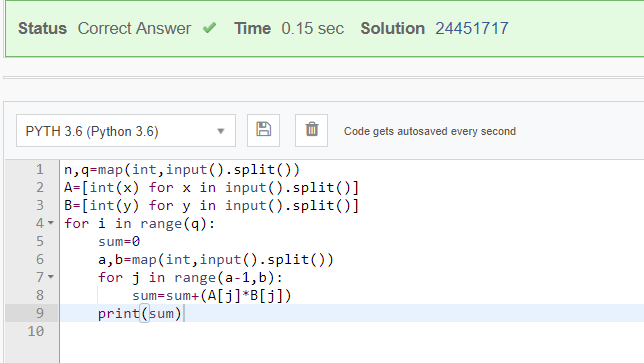 Status Correct Answer ✔ Time 0.15 sec Solution 24451717
PYTH 3.6 (Python 3.6) Code gets autosaved every second
1 n,q=map(int,input().split())
2 A=[int(x) for x in input().split()]
3 B=[int(y) for y in input().split()]
4 for i in range(q):
5     sum=0
6     a,b=map(int,input().split())
7     for j in range(a-1,b):
8         sum=sum+(A[j]*B[j])
9     print(sum)
10